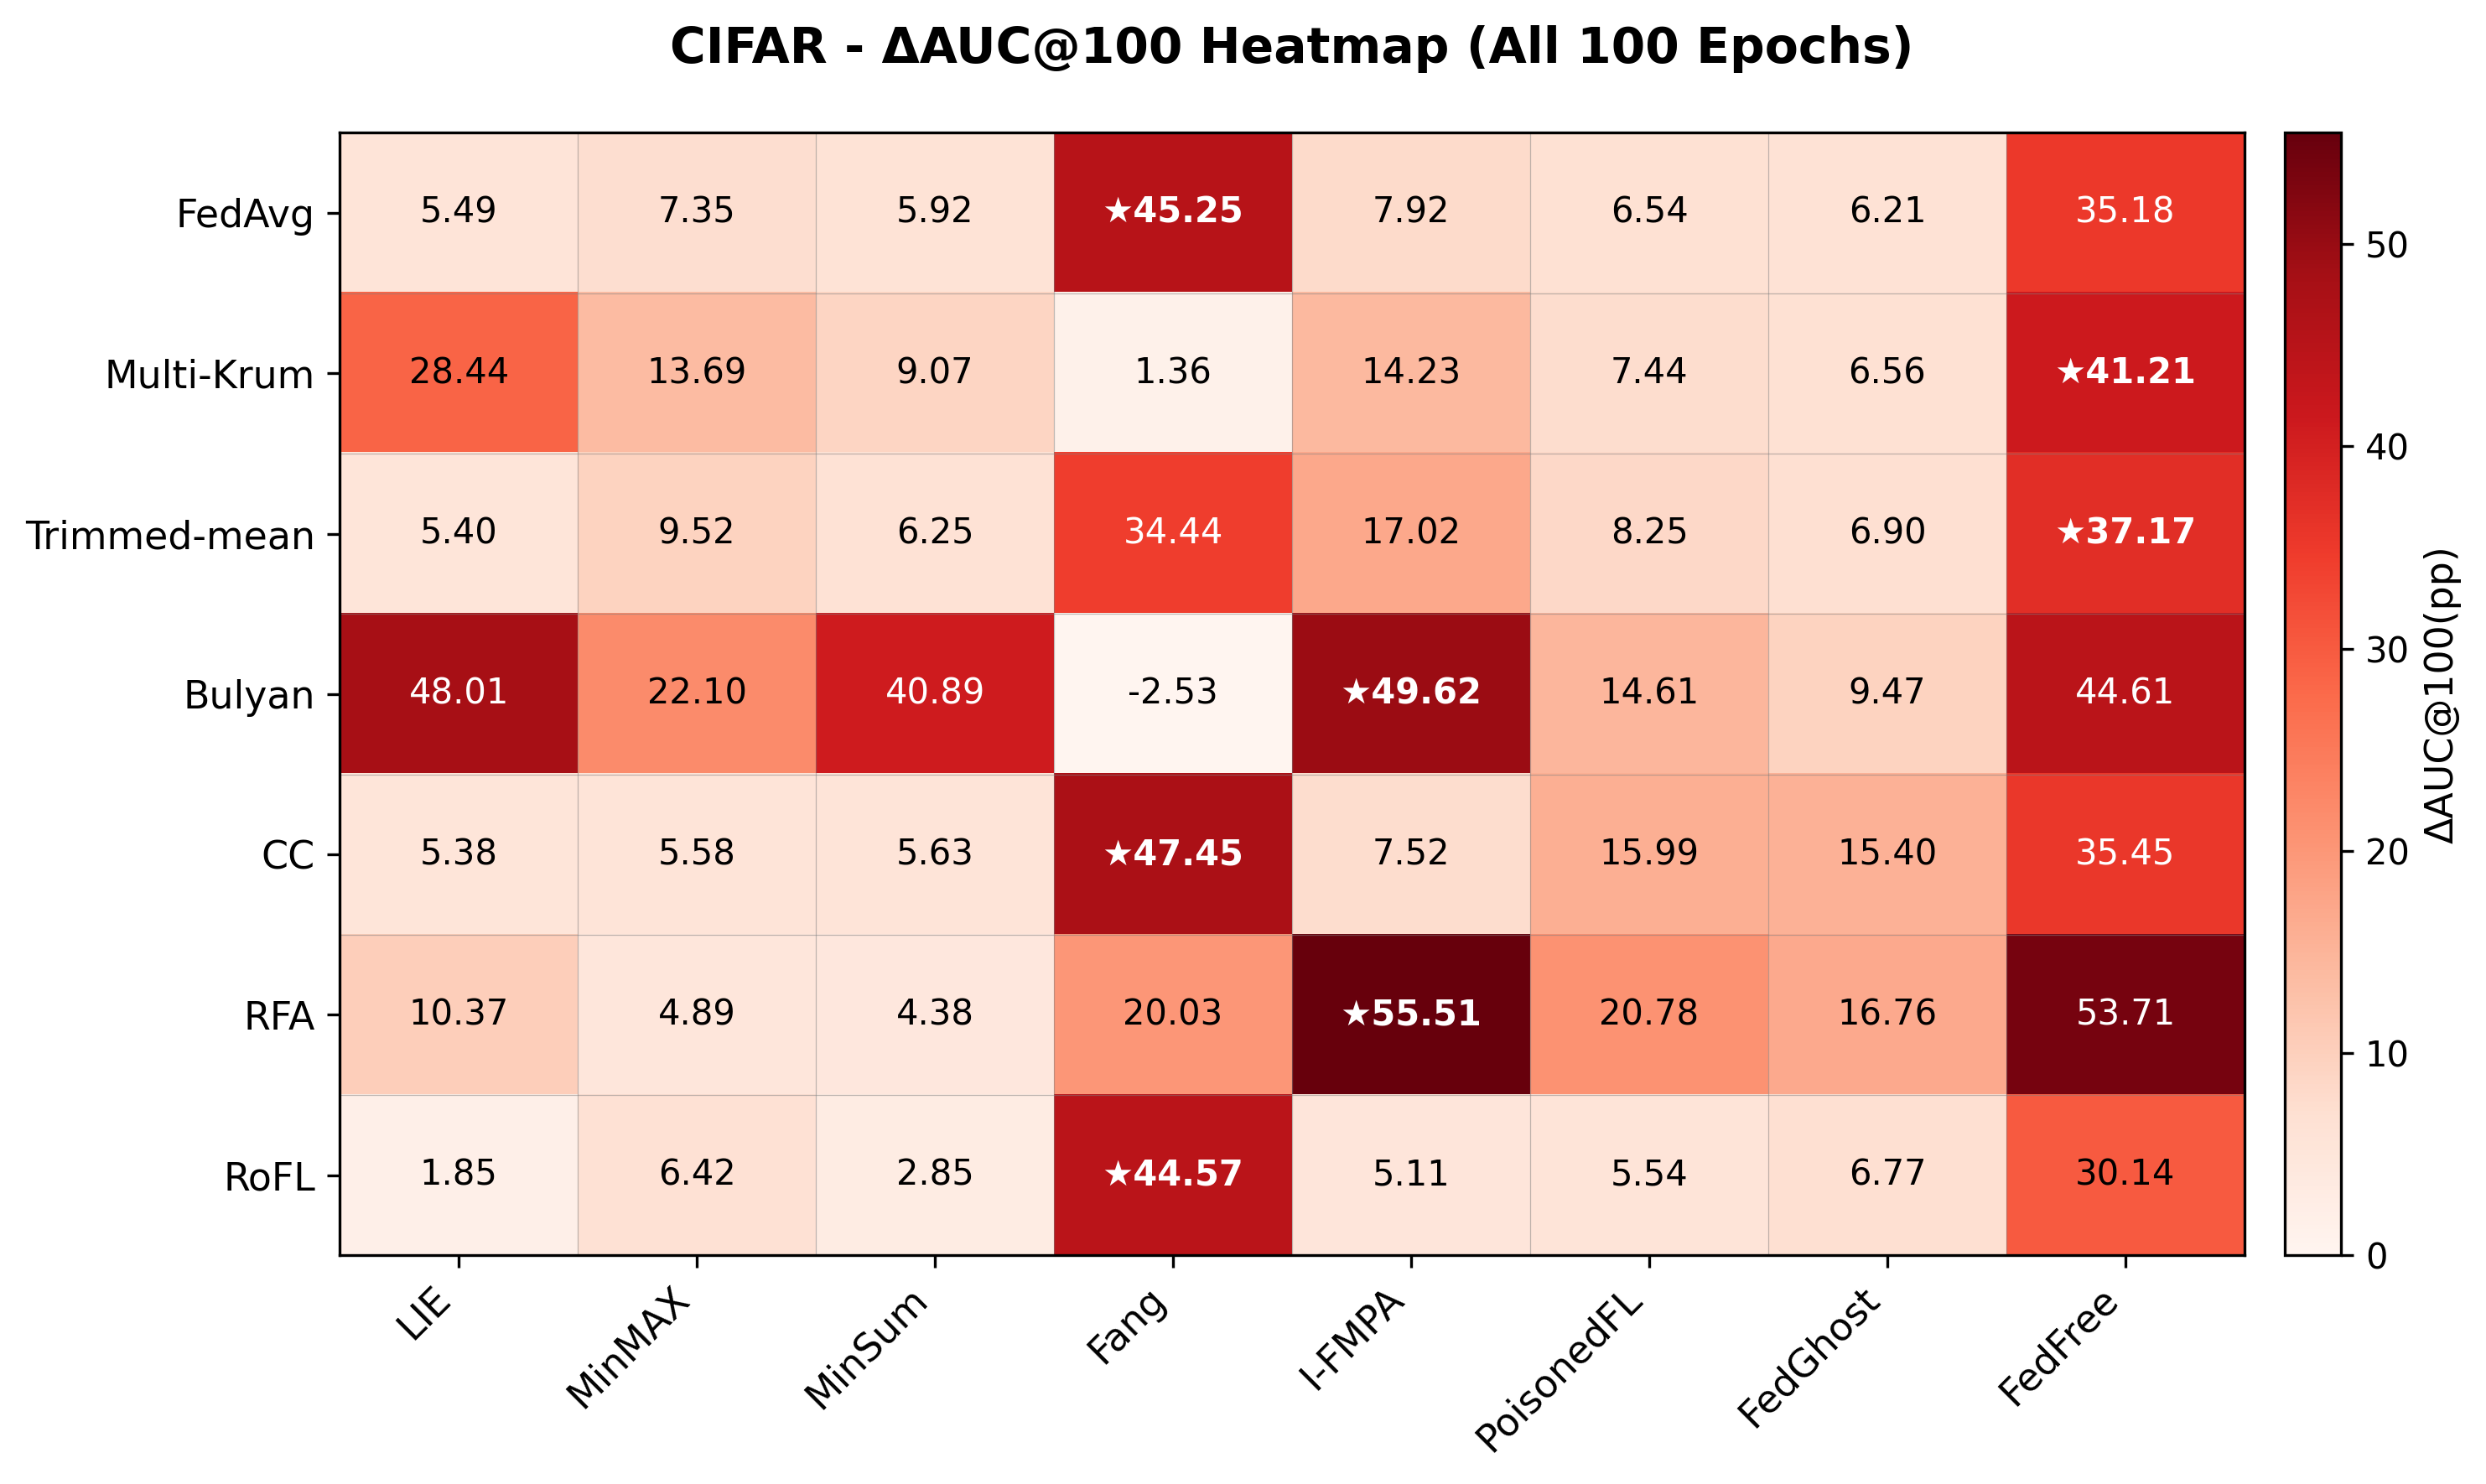 CIFAR - ΔAUC@100 Heatmap (All 100 Epochs)
FedAvg 5.49 7.35 5.92 ★45.25 7.92 6.54 6.21 35.18
Multi-Krum 28.44 13.69 9.07 1.36 14.23 7.44 6.56 ★41.21
Trimmed-mean 5.40 9.52 6.25 34.44 17.02 8.25 6.90 ★37.17
Bulyan 48.01 22.10 40.89 -2.53 ★49.62 14.61 9.47 44.61
CC 5.38 5.58 5.63 ★47.45 7.52 15.99 15.40 35.45
RFA 10.37 4.89 4.38 20.03 ★55.51 20.78 16.76 53.71
RoFL 1.85 6.42 2.85 ★44.57 5.11 5.54 6.77 30.14
LIE MinMAX MinSum Fang I-FMPA PoisonedFL FedGhost FedFree
50
40
30
20
10
0
ΔAUC@100(pp)